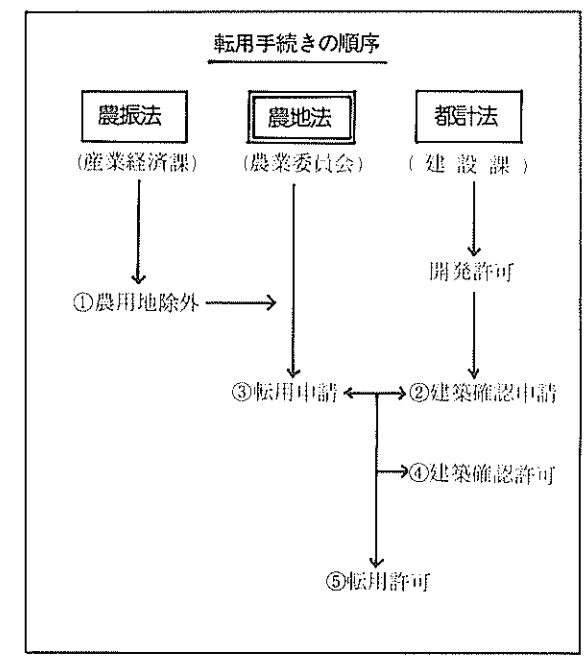 転用手続きの順序
農振法 農地法 都計法
(産業経済課) (農業委員会) (建設課)
開発許可
①農用地除外
③転用申請 ②建築確認申請
④建築確認許可
⑤転用許可